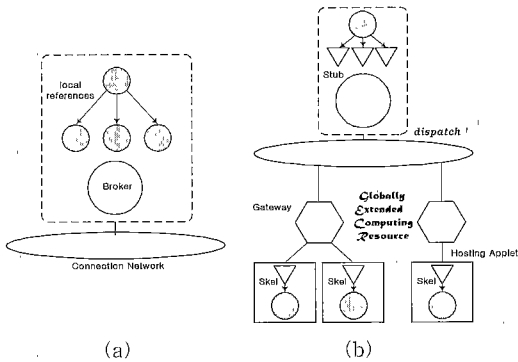 local
references
Broker
Connection Network
(a)
Stub
dispatch !
Gateway
Globally
Extended
Computing
Resource
Hosting Applet
Skel
Skel
Skel
(b)